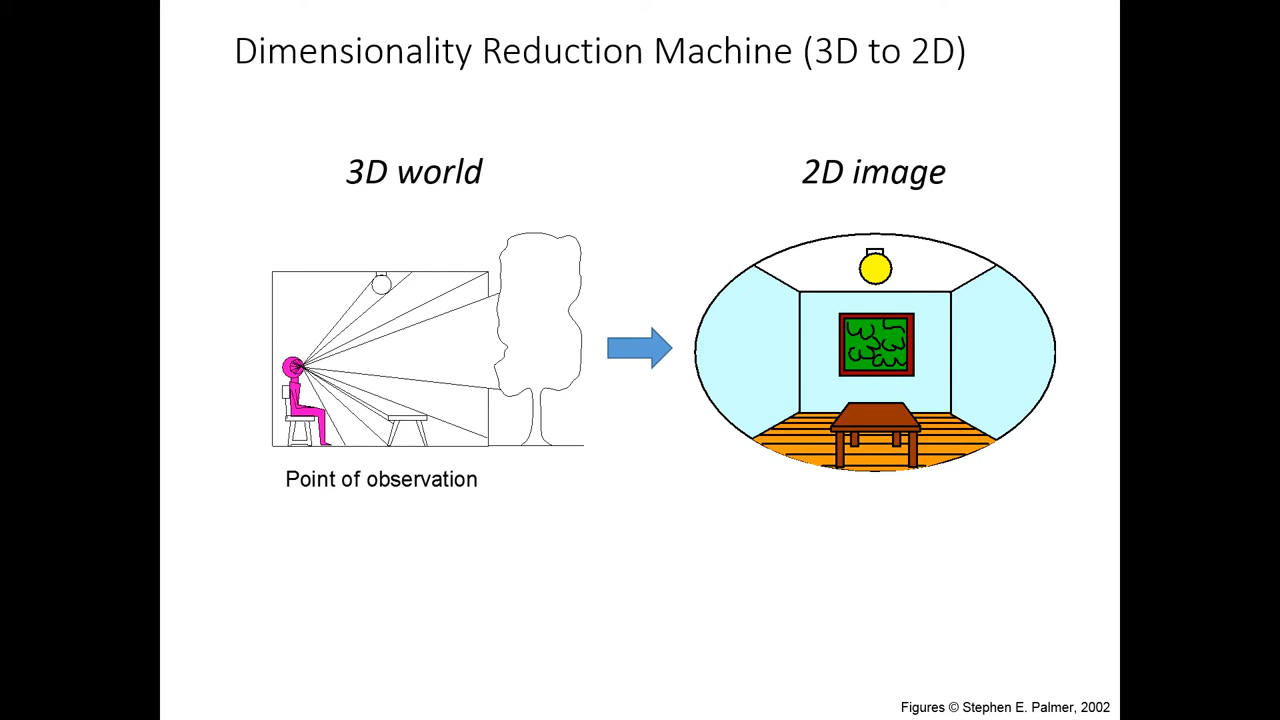 Dimensionality Reduction Machine (3D to 2D)
3D world
2D image
Point of observation
Figures © Stephen E. Palmer, 2002